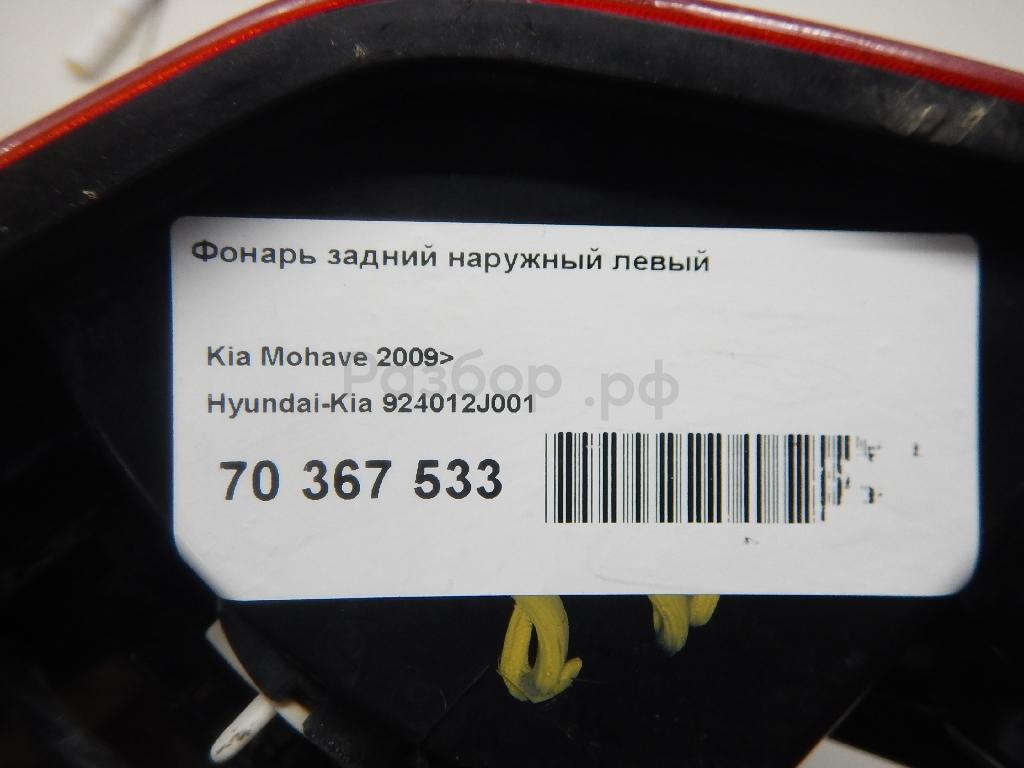 Фонарь задний наружный левый
Kia Mohave 2009>
Разбор.рф
Hyundai-Kia 924012J001
70 367 533